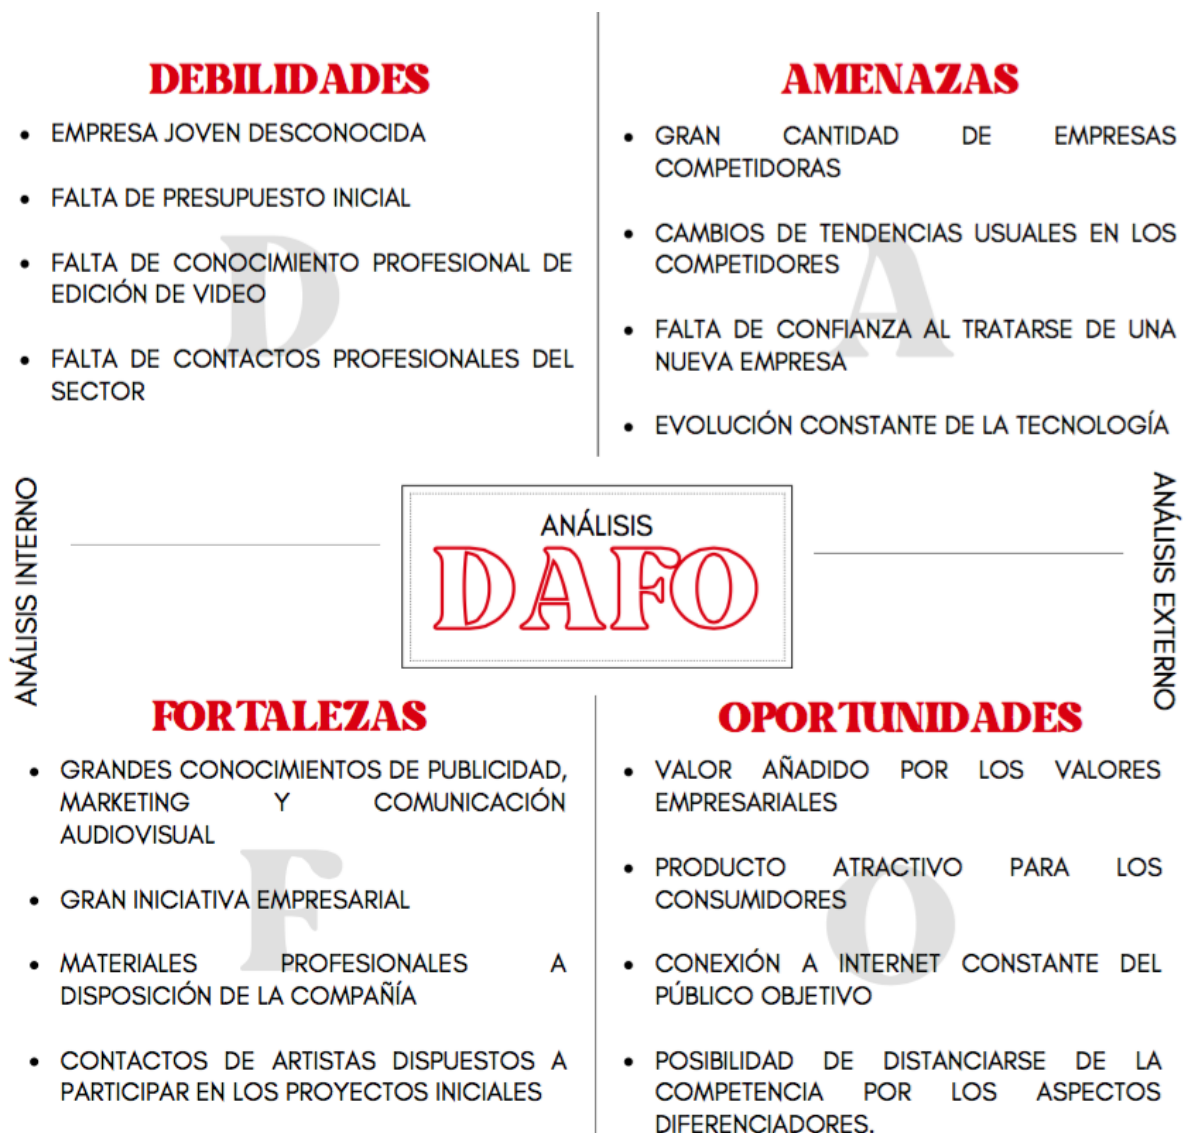 DEBILIDADES
EMPRESA JOVEN DESCONOCIDA
FALTA DE PRESUPUESTO INICIAL
FALTA DE CONOCIMIENTO PROFESIONAL DE
EDICIÓN DE VIDEO
FALTA DE CONTACTOS PROFESIONALES DEL
SECTOR
D
AMENAZAS
GRAN CANTIDAD DE EMPRESAS
COMPETIDORAS
CAMBIOS DE TENDENCIAS USUALES EN LOS
COMPETIDORES
FALTA DE CONFIANZA AL TRATARSE DE UNA
NUEVA EMPRESA
EVOLUCIÓN CONSTANTE DE LA TECNOLOGÍA
A
ANÁLISIS INTERNO
ANÁLISIS
DAFO
ANÁLISIS EXTERNO
FORTALEZAS
GRANDES CONOCIMIENTOS DE PUBLICIDAD,
MARKETING Y COMUNICACIÓN
AUDIOVISUAL
GRAN INICIATIVA EMPRESARIAL
MATERIALES PROFESIONALES A
DISPOSICIÓN DE LA COMPAÑÍA
CONTACTOS DE ARTISTAS DISPUESTOS A
PARTICIPAR EN LOS PROYECTOS INICIALES
F
OPORTUNIDADES
VALOR AÑADIDO POR LOS VALORES
EMPRESARIALES
PRODUCTO ATRACTIVO PARA LOS
CONSUMIDORES
CONEXIÓN A INTERNET CONSTANTE DEL
PÚBLICO OBJETIVO
POSIBILIDAD DE DISTANCIARSE DE LA
COMPETENCIA POR LOS ASPECTOS
DIFERENCIADORES.
O